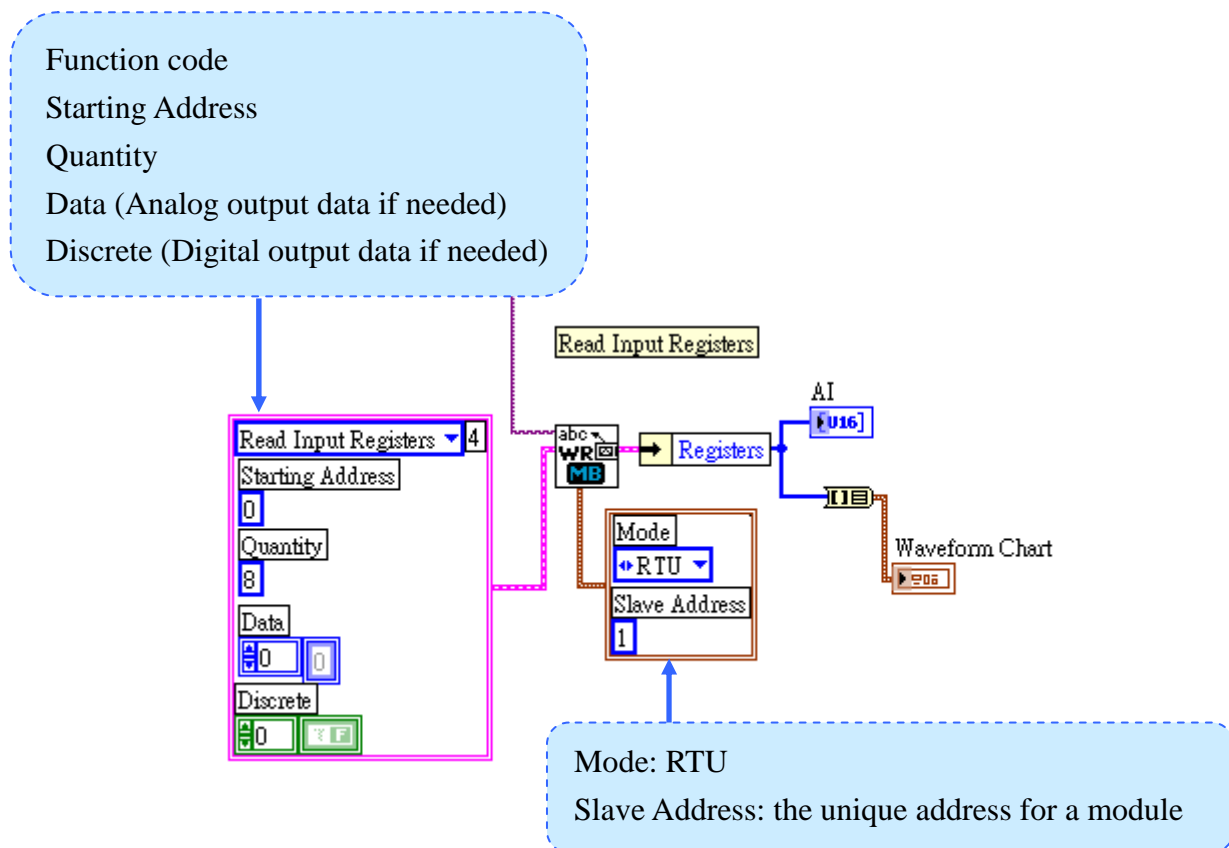 Function code
Starting Address
Quantity
Data (Analog output data if needed)
Discrete (Digital output data if needed)
Read Input Registers
AI
U16
Read Input Registers 4
Starting Address
0
Quantity
8
Data
0 0
Discrete
0 F
abc
WR
MB
Registers
Mode
RTU
Slave Address
1
Waveform Chart
Mode: RTU
Slave Address: the unique address for a module